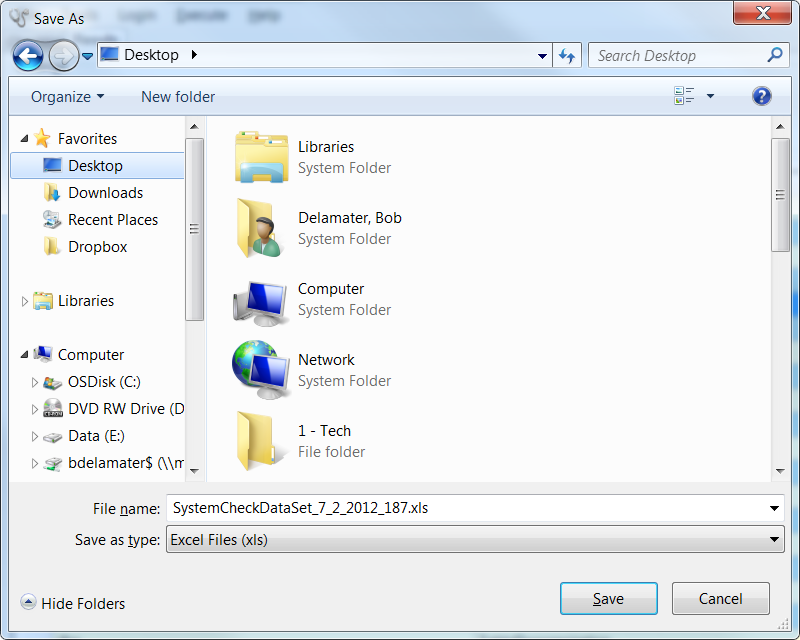 Save As
Desktop
Search Desktop
Organize
New folder
Favorites
Desktop
Downloads
Recent Places
Dropbox
Libraries
Computer
OSDisk (C:)
DVD RW Drive (D
Data (E:)
bdelamater$ (\\m
Libraries
System Folder
Delamater, Bob
System Folder
Computer
System Folder
Network
System Folder
1 - Tech
File folder
File name: SystemCheckDataSet_7_2_2012_187.xls
Save as type: Excel Files (xls)
Hide Folders
Save
Cancel